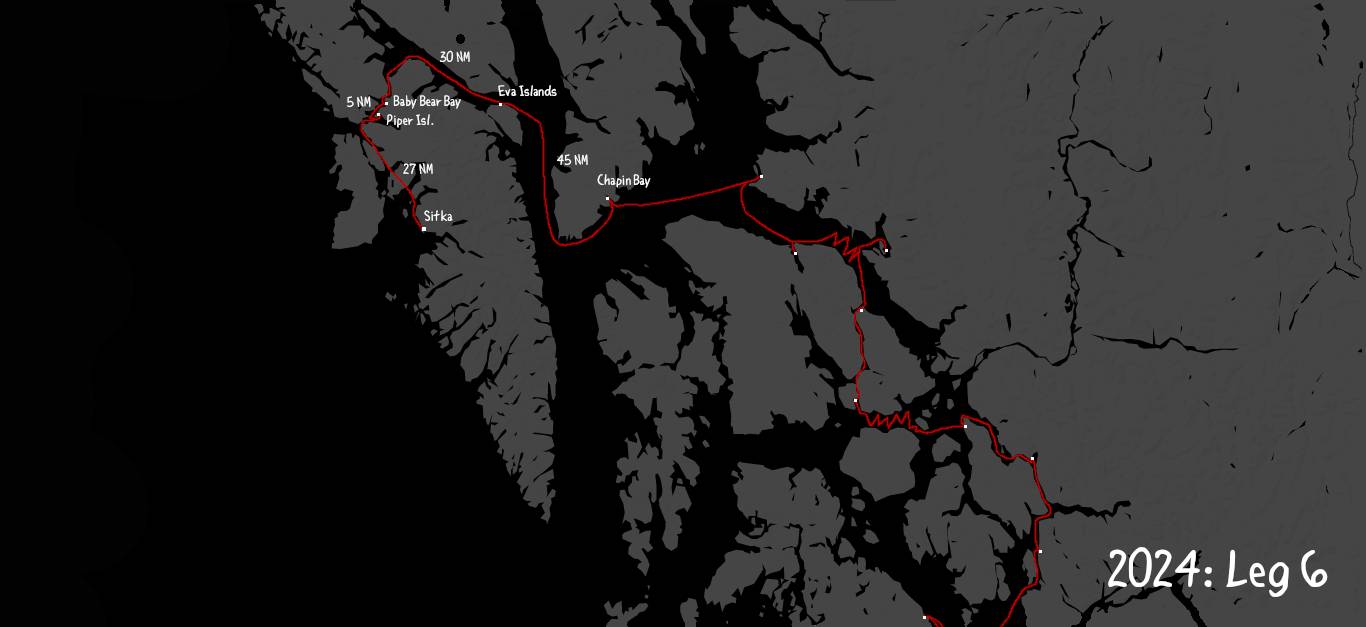 30 NM
Eva Islands
5 NM
Baby Bear Bay
Piper Isl.
45 NM
27 NM
Chapin Bay
Sitka
2024: Leg 6